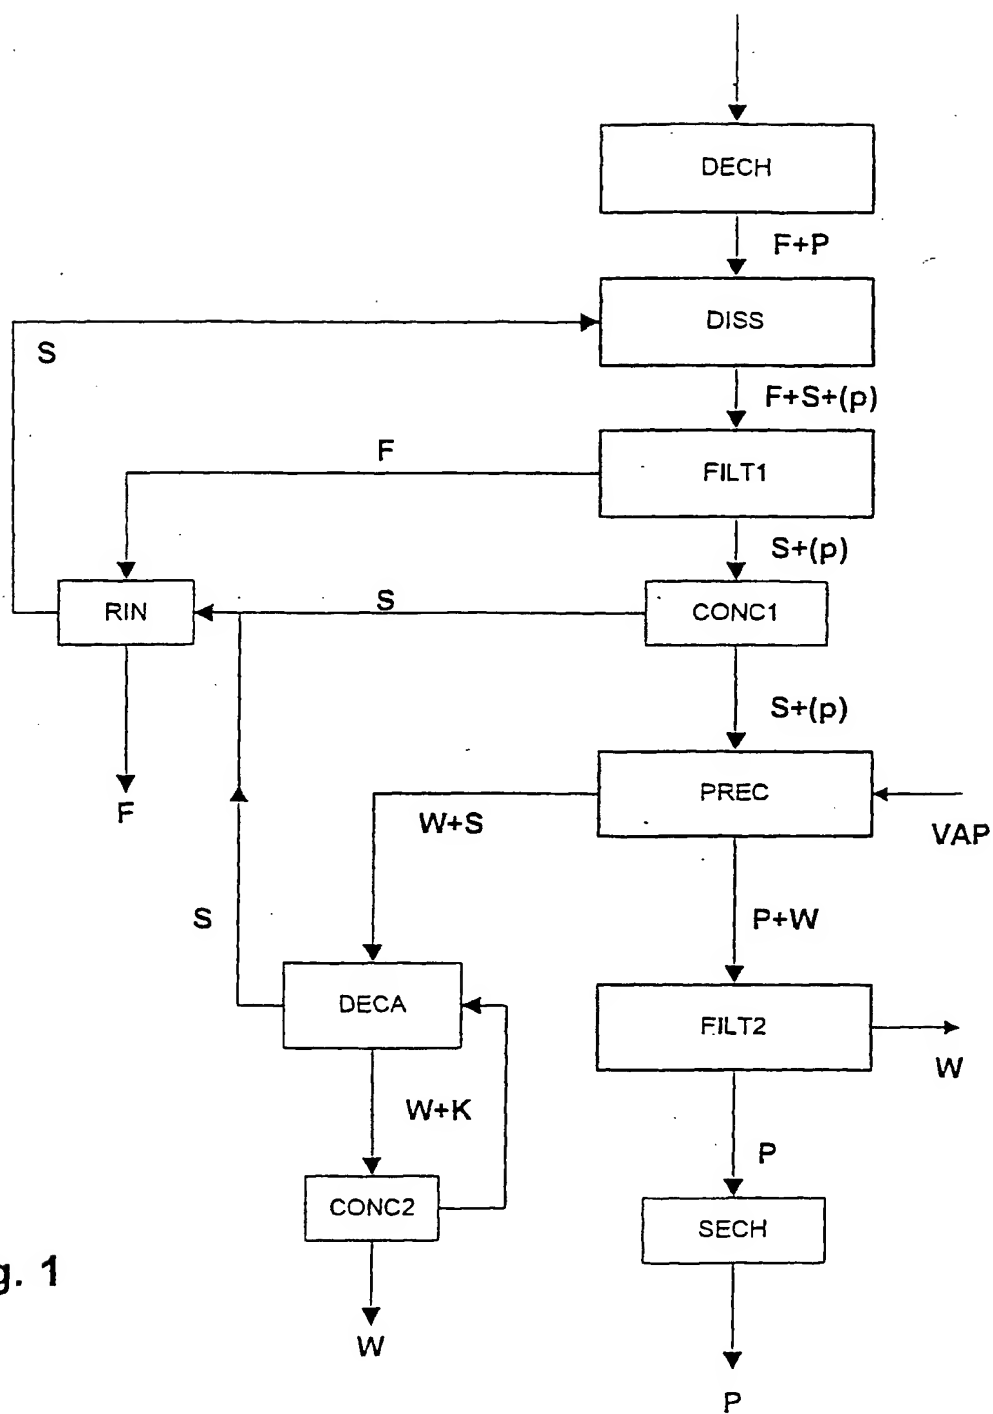 DECH
F+P
DISS
S
F+S+(p)
F
FILT1
S+(p)
RIN
S
CONC1
S+(p)
F
PREC
W+S
VAP
S
P+W
DECA
FILT2
W
W+K
P
CONC2
SECH
g. 1
W
P